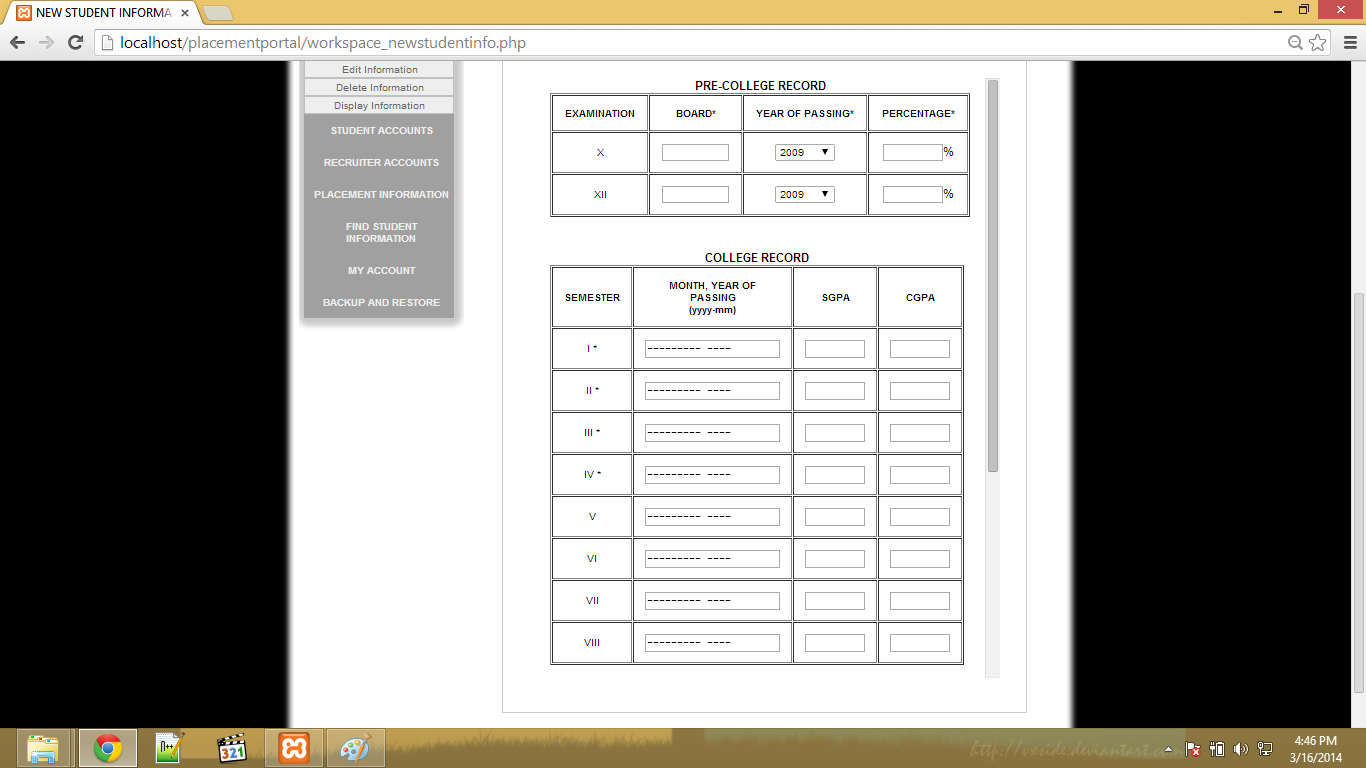 NEW STUDENT INFORMA
localhost/placementportal/workspace_newstudentinfo.php
Edit Information
Delete Information
Display Information
STUDENT ACCOUNTS
RECRUITER ACCOUNTS
PLACEMENT INFORMATION
FIND STUDENT
INFORMATION
MY ACCOUNT
BACKUP AND RESTORE
PRE-COLLEGE RECORD
EXAMINATION BOARD* YEAR OF PASSING* PERCENTAGE*
X 2009 %
XII 2009 %
COLLEGE RECORD
SEMESTER MONTH, YEAR OF PASSING (yyyy-mm) SGPA CGPA
I * --------- ----
II * --------- ----
III * --------- ----
IV * --------- ----
V --------- ----
VI --------- ----
VII --------- ----
VIII --------- ----
321
http://veside.deviantart.com
4:46 PM
3/16/2014